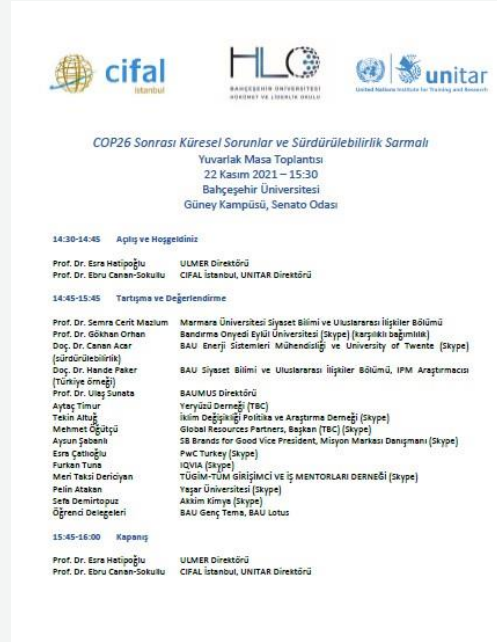 cifal
istanbul
HLO
BAHÇEŞEHİR ÜNİVERSİTESİ
HÜKÜMET VE LİDERLİK OKULU
unitar
United Nations Institute for Training and Research
COP26 Sonrası Küresel Sorunlar ve Sürdürülebilirlik Sarmalı
Yuvarlak Masa Toplantısı
22 Kasım 2021 – 15:30
Bahçeşehir Üniversitesi
Güney Kampüsü, Senato Odası
14:30-14:45 Açılış ve Hoşgeldiniz
Prof. Dr. Esra Hatipoğlu ULMER Direktörü
Prof. Dr. Ebru Canan-Sokullu CIFAL İstanbul, UNITAR Direktörü
14:45-15:45 Tartışma ve Değerlendirme
Prof. Dr. Semra Cerit Mazlum Marmara Üniversitesi Siyaset Bilimi ve Uluslararası İlişkiler Bölümü
Prof. Dr. Gökhan Orhan Bandırma Onyedi Eylül Üniversitesi (Skype) (karşılıklı bağımlılık)
Doç. Dr. Canan Acar BAU Enerji Sistemleri Mühendisliği ve University of Twente (Skype)
(sürdürülebilirlik)
Doç. Dr. Hande Paker BAU Siyaset Bilimi ve Uluslararası İlişkiler Bölümü, IPM Araştırmacısı
(Türkiye örneği)
Prof. Dr. Ulaş Sunata BAUMUS Direktörü
Aytaç Timur Yeryüzü Derneği (TBC)
Tekin Altuğ İklim Değişikliği Politika ve Araştırma Derneği (Skype)
Mehmet Öğütçü Global Resources Partners, Başkan (TBC) (Skype)
Aysun Şabanlı SB Brands for Good Vice President, Misyon Markası Danışmanı (Skype)
Esra Çatlıoğlu PwC Turkey (Skype)
Furkan Tuna IQVIA (Skype)
Meri Taksi Dericiyan TÜGİM-TÜM GİRİŞİMCİ VE İŞ MENTORLARI DERNEĞİ (Skype)
Pelin Atakan Yaşar Üniversitesi (Skype)
Sefa Demirtopuz Akkim Kimya (Skype)
Öğrenci Delegeleri BAU Genç Tema, BAU Lotus
15:45-16:00 Kapanış
Prof. Dr. Esra Hatipoğlu ULMER Direktörü
Prof. Dr. Ebru Canan-Sokullu CIFAL İstanbul, UNITAR Direktörü